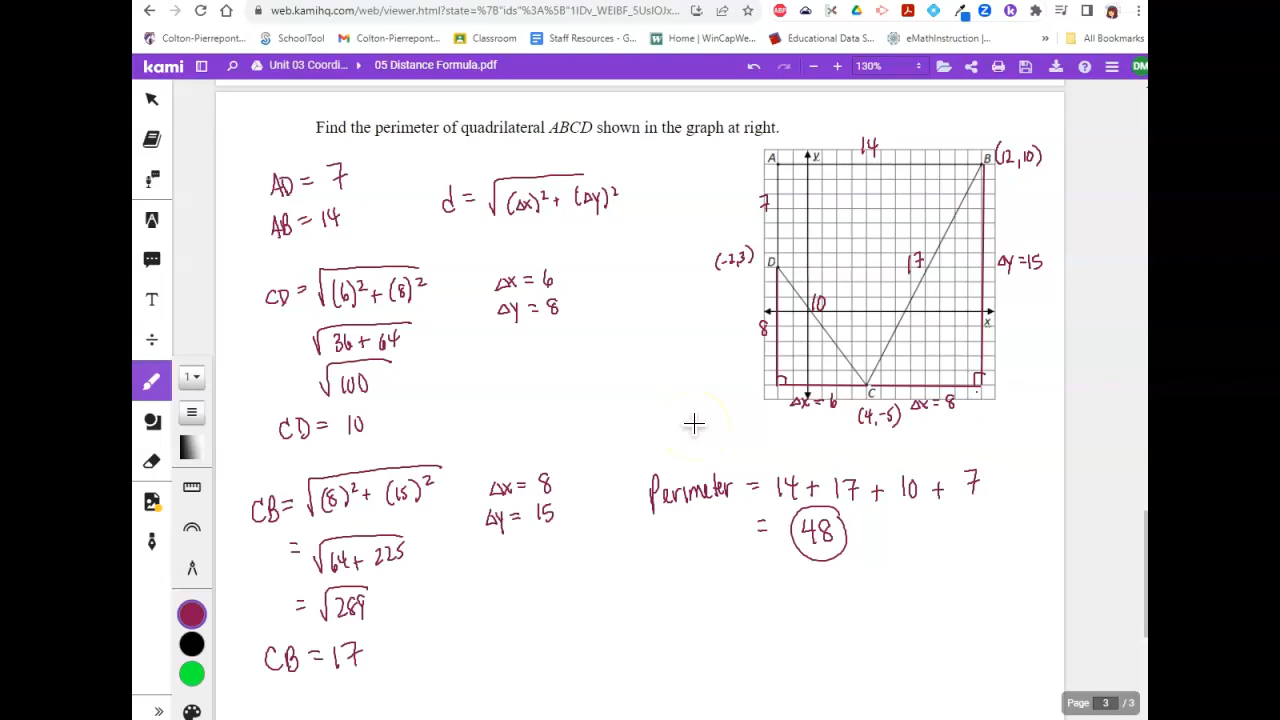 web.kamihq.com/web/viewer.html?state=%7B"ids"%3A%5B"1IDv_WEiBF_5UsIOJx...
Colton-Pierrepont... SchoolTool Colton-Pierrepont... Classroom Staff Resources - G... Home | WinCapWe... Educational Data S... eMathInstruction |... » All Bookmarks
kami Unit 03 Coordi... › 05 Distance Formula.pdf 130% DM
Find the perimeter of quadrilateral ABCD shown in the graph at right.
AD = 7
AB = 14
d = √(Δx)² + (Δy)²
CD = √(6)² + (8)²
Δx = 6
Δy = 8
√36 + 64
√100
CD = 10
CB = √(8)² + (15)²
Δx = 8
Δy = 15
= √64 + 225
= √289
CB = 17
14
A y B (12,10)
7
(-2,3) D 17 Δy = 15
10
8 x
Δx = 6 C Δx = 8
(4,-5)
Perimeter = 14 + 17 + 10 + 7
= 48
T
1
»
Page 3 / 3